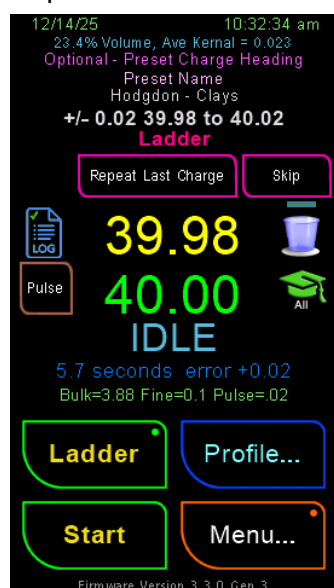 12/14/25 10:32:34 am
23.4% Volume, Ave Kernal = 0.023
Optional - Preset Charge Heading
Preset
Name
Hodgdon - Clays
+/- 0.02 39.98 to 40.02
Ladder
Repeat Last Charge Skip
LOG 39.98
Pulse 40.00 All
IDLE
5.7 seconds error +0.02
Bulk=3.88 Fine=0.1 Pulse=.02
Ladder Profile...
Start Menu...
Firmware Version 3.3.0 Gen 3